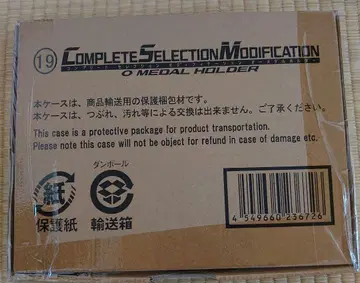 ⑲ COMPLETE SELECTION MODIFICATION
O MEDAL HOLDER
本ケースは、商品輸送用の保護梱包材です。
本ケースは、つぶれ、汚れ等による交換は出来ません。ご了承ください。
This case is a protective package for product transportation.
Please note this case will not be object for refund in case of damage etc.
紙
保護紙
ダンボール
輸送箱
4 549660 236726